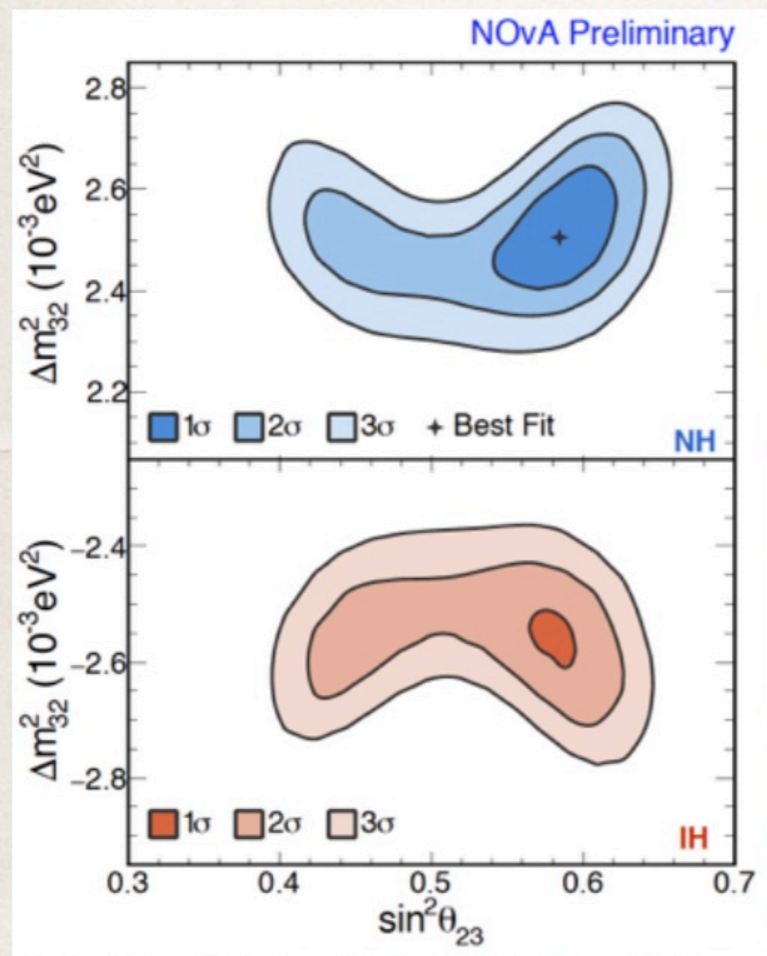 NOvA Preliminary
Δm²₃₂ (10⁻³eV²)
2.8
2.6
2.4
2.2
1σ 2σ 3σ Best Fit
NH
Δm²₃₂ (10⁻³eV²)
−2.4
−2.6
−2.8
1σ 2σ 3σ
IH
0.3 0.4 0.5 0.6 0.7
sin²θ₂₃